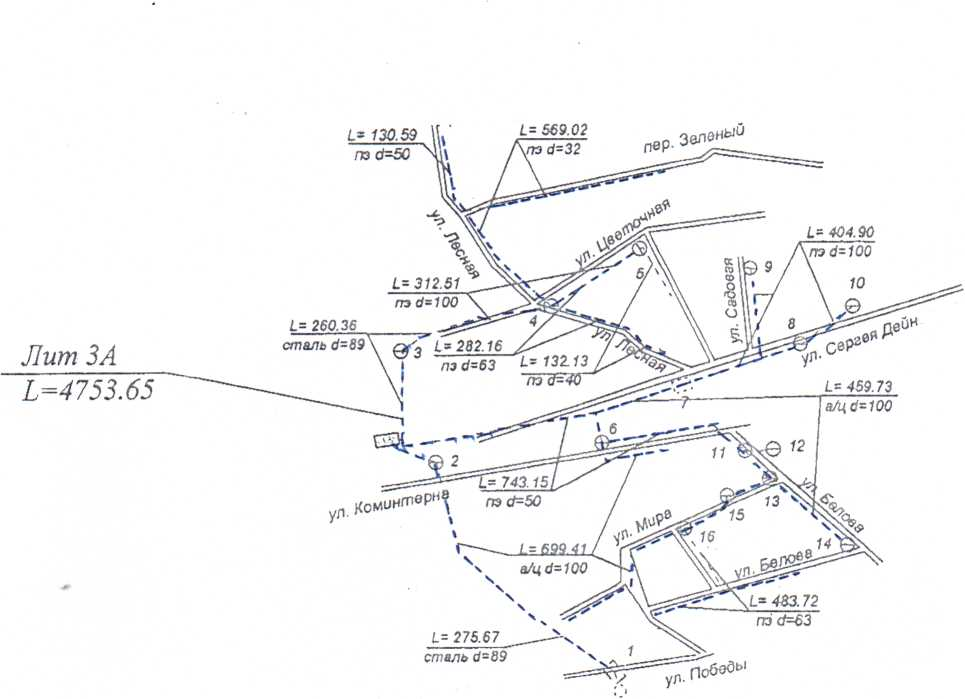 L= 130.59
пэ d=50
L= 569.02
пэ d=32
пер. Зеленый
ул. Лесная
ул. Цветочная
L= 404.90
пэ d=100
L= 312.51
пэ d=100
5
ул. Садовая
9
10
4
8
L= 260.36
сталь d=89
3
L= 282.16
пэ d=63
ул. Лесная
L= 132.13
пэ d=40
ул. Сергея Дейн
Лит 3А
L=4753.65
7
L= 459.73
а/ц d=100
6
2
11
12
L= 743.15
пэ d=50
ул. Коминтерна
13
ул. Белова
15
ул. Мира
16
14
L= 699.41
а/ц d=100
ул. Белова
L= 483.72
пэ d=63
L= 275.67
сталь d=89
1
ул. Победы